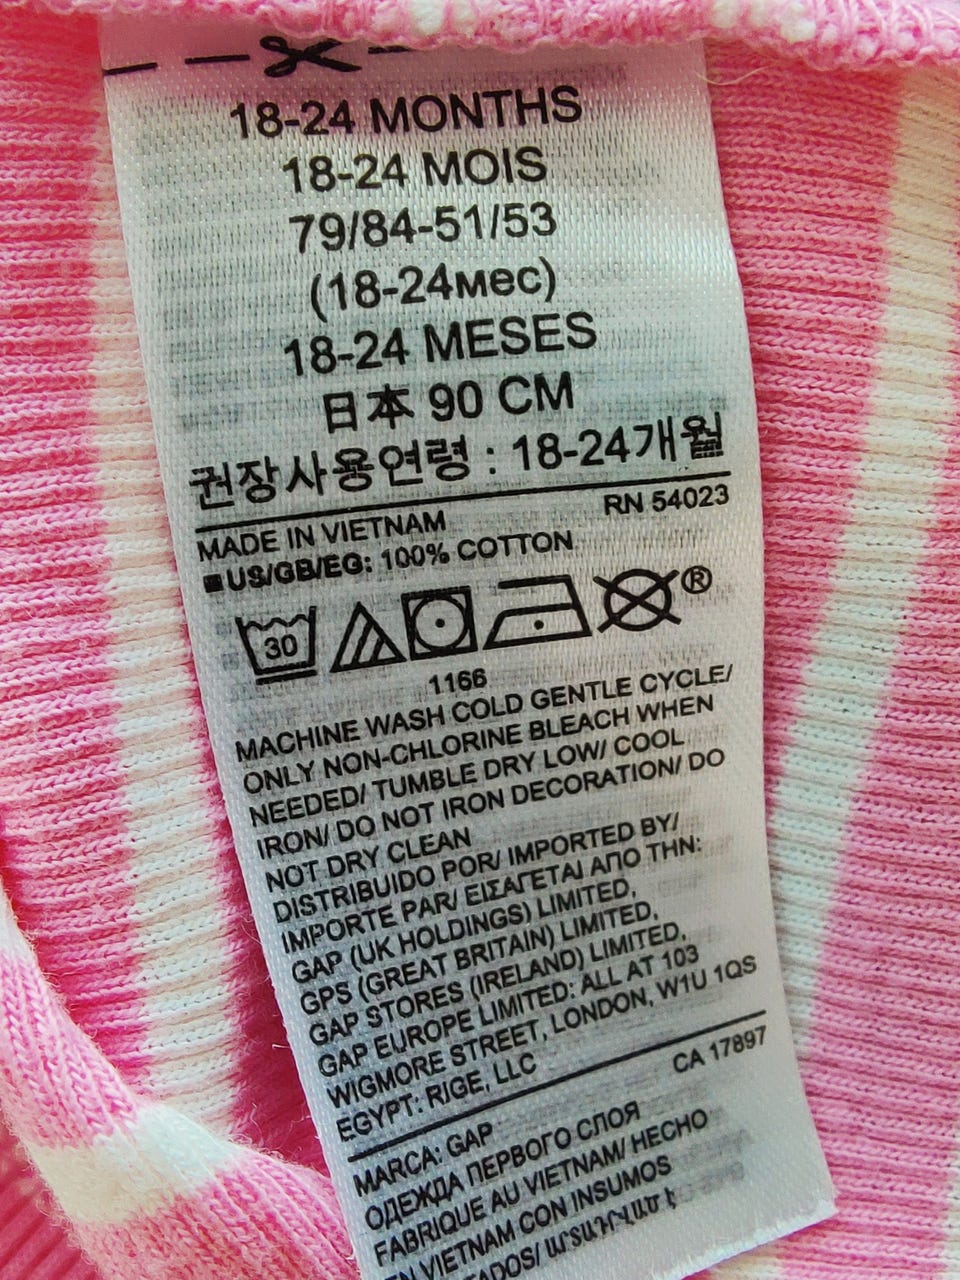 18-24 MONTHS
18-24 MOIS
79/84-51/53
(18-24мес)
18-24 MESES
日本 90 CM
권장사용연령 : 18-24개월
RN 54023
MADE IN VIETNAM
■US/GB/EG: 100% COTTON
30
®
1166
MACHINE WASH COLD GENTLE CYCLE/
ONLY NON-CHLORINE BLEACH WHEN
NEEDED/ TUMBLE DRY LOW/ COOL
IRON/ DO NOT IRON DECORATION/ DO
NOT DRY CLEAN
DISTRIBUIDO POR/ IMPORTED BY/
IMPORTE PAR/ ΕΙΣΑΓΕΤΑΙ ΑΠΟ ΤΗΝ:
GAP (UK HOLDINGS) LIMITED,
GPS (GREAT BRITAIN) LIMITED,
GAP STORES (IRELAND) LIMITED,
GAP EUROPE LIMITED: ALL AT 103
WIGMORE STREET, LONDON, W1U 1QS
EGYPT: RIGE, LLC
CA 17897
MARCA: GAP
ОДЕЖДА ПЕРВОГО СЛОЯ
FABRIQUE AU VIETNAM/ HECHO
EN VIETNAM CON INSUMOS